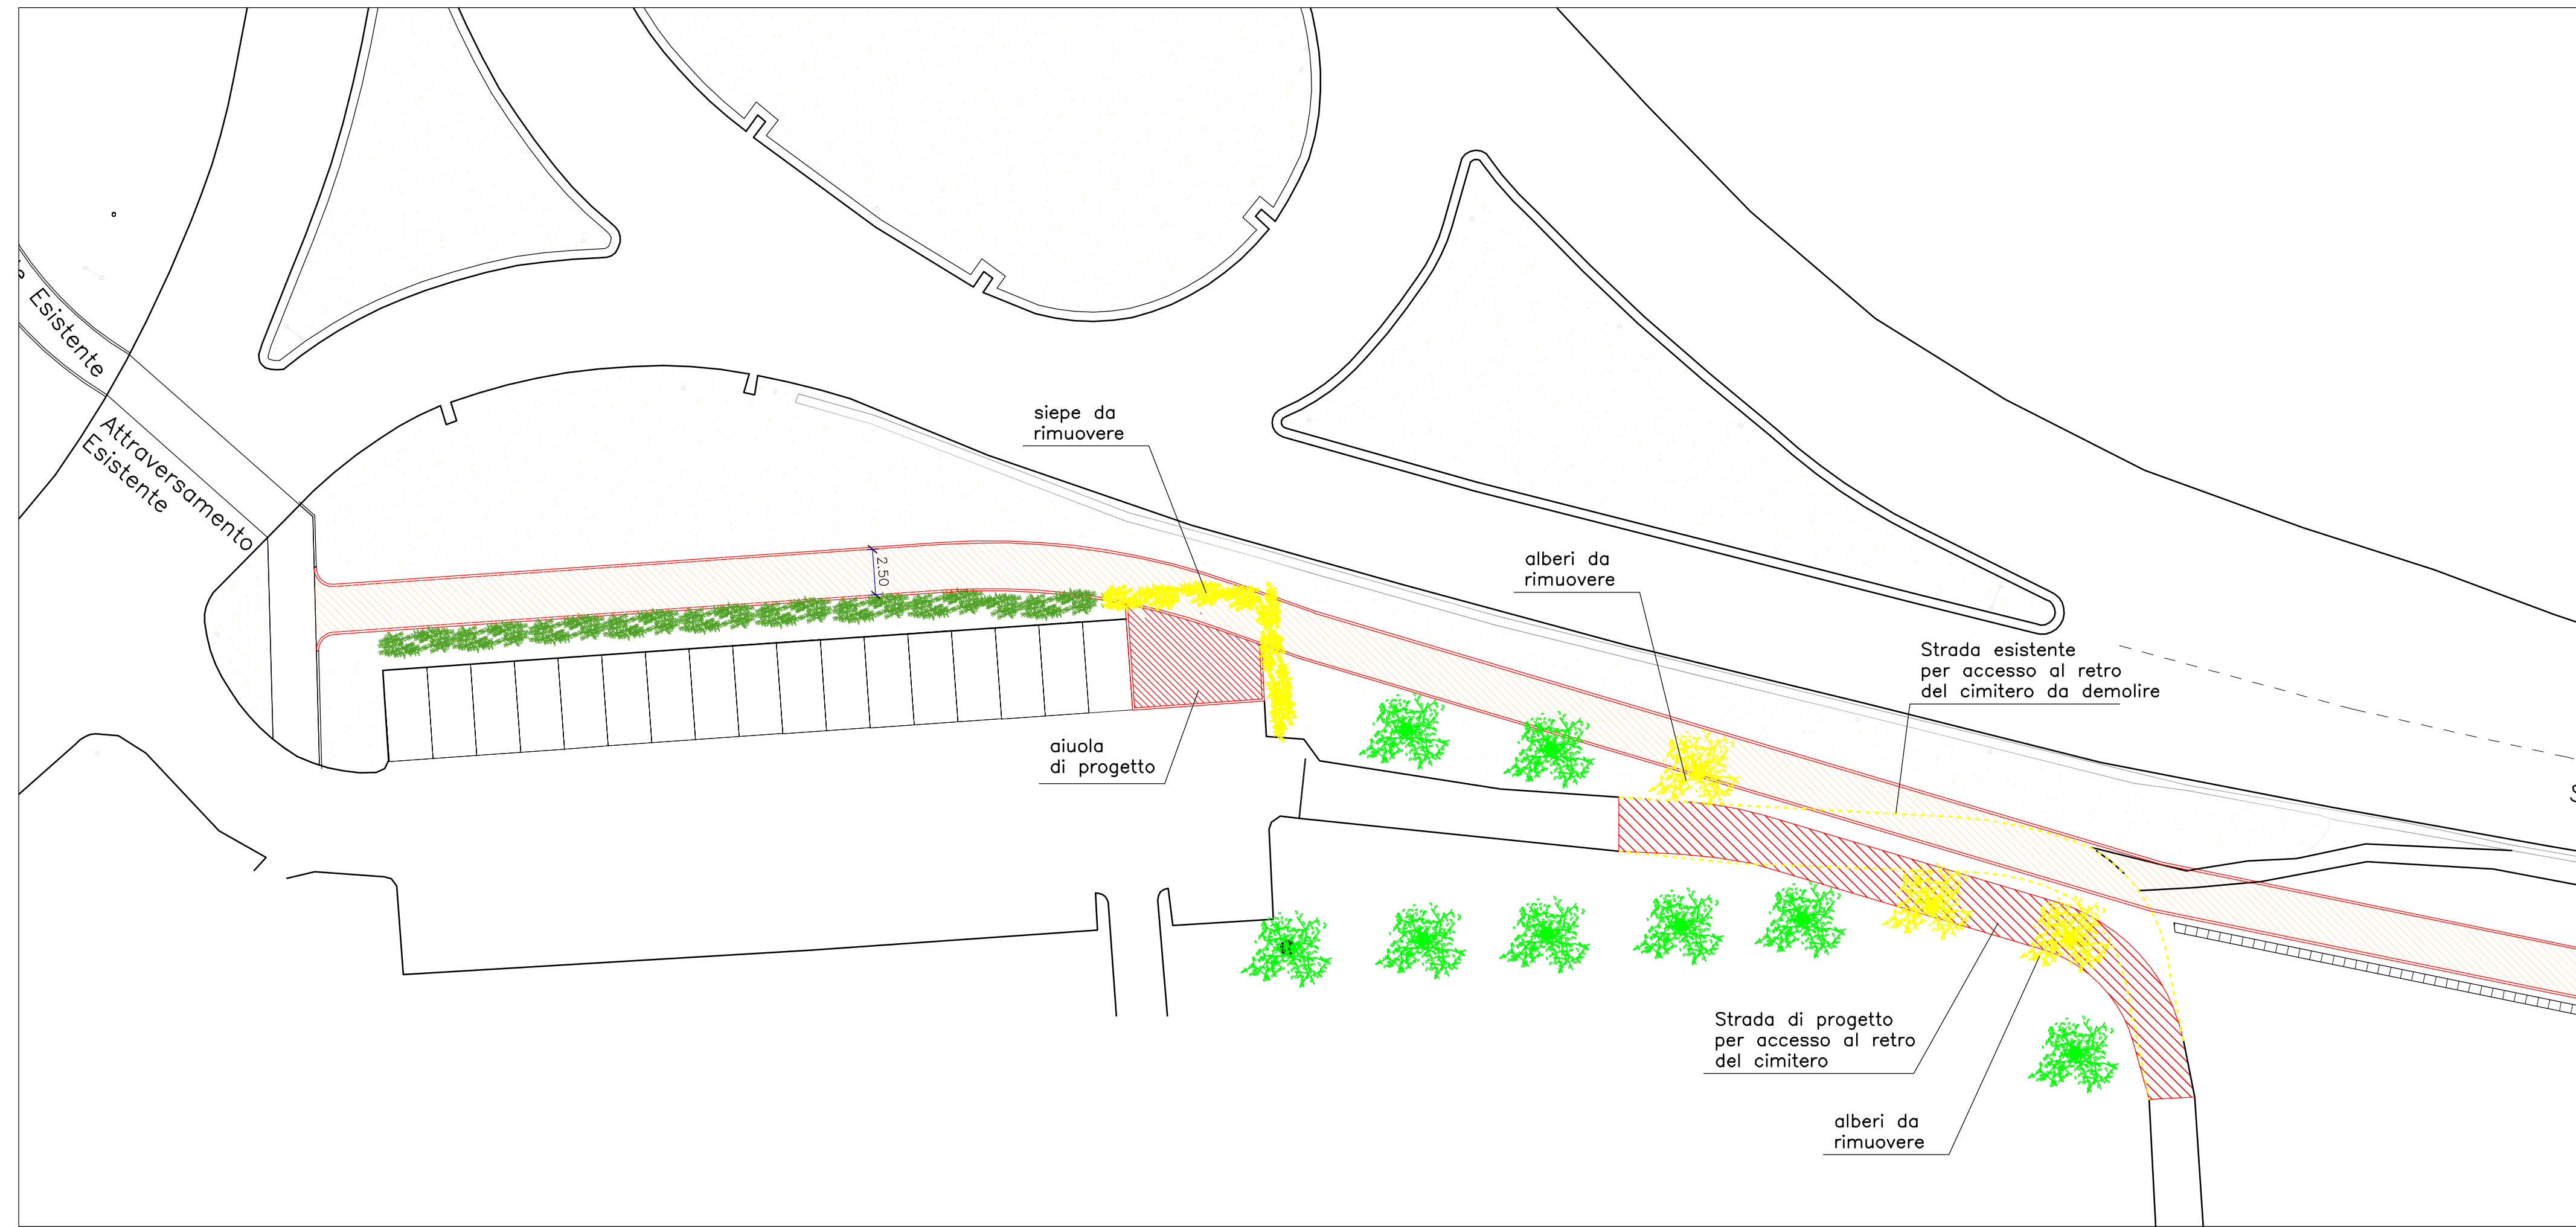 Esistente
Attraversamento
Esistente
siepe da
rimuovere
2.50
alberi da
rimuovere
Strada esistente
per accesso al retro
del cimitero da demolire
aiuola
di progetto
Strada di progetto
per accesso al retro
del cimitero
alberi da
rimuovere